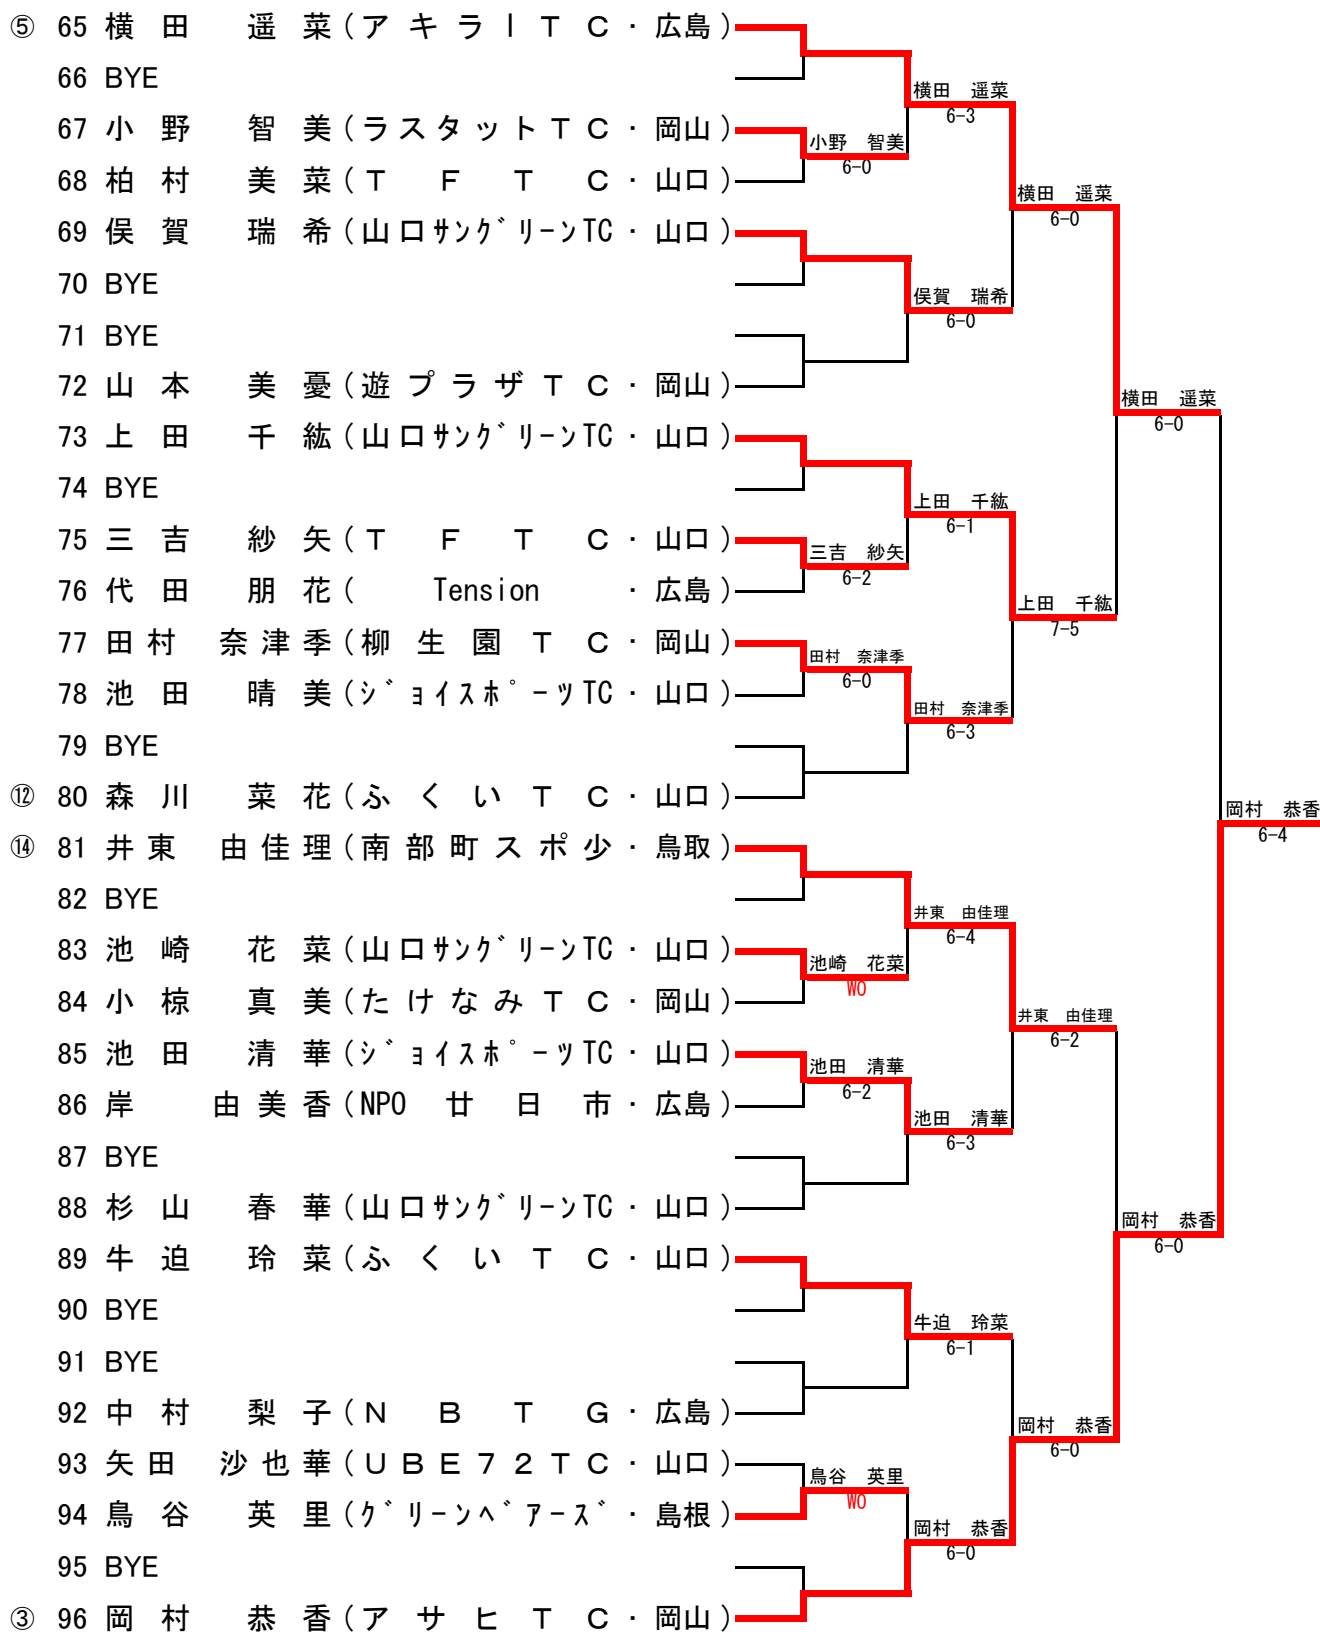 ⑤ 65 横田 遥菜(アキラITC・広島)
66 BYE
横田 遥菜
6-3
67 小野 智美(ラスタットTC・岡山)
小野 智美
6-0
68 柏村 美菜(TFTC・山口)
横田 遥菜
6-0
69 俣賀 瑞希(山口サングリーンTC・山口)
70 BYE
俣賀 瑞希
6-0
71 BYE
72 山本 美憂(遊プラザTC・岡山)
横田 遥菜
6-0
73 上田 千紘(山口サングリーンTC・山口)
74 BYE
上田 千紘
6-1
75 三吉 紗矢(TFTC・山口)
三吉 紗矢
6-2
76 代田 朋花(Tension・広島)
上田 千紘
7-5
77 田村 奈津季(柳生園TC・岡山)
田村 奈津季
6-0
78 池田 晴美(ジョイスポーツTC・山口)
田村 奈津季
6-3
79 BYE
⑫ 80 森川 菜花(ふくいTC・山口)
岡村 恭香
6-4
⑭ 81 井東 由佳理(南部町スポ少・鳥取)
82 BYE
井東 由佳理
6-4
83 池崎 花菜(山口サングリーンTC・山口)
池崎 花菜
WO
84 小椋 真美(たけなみTC・岡山)
井東 由佳理
6-2
85 池田 清華(ジョイスポーツTC・山口)
池田 清華
6-2
86 岸 由美香(NPO廿日市・広島)
池田 清華
6-3
87 BYE
88 杉山 春華(山口サングリーンTC・山口)
岡村 恭香
6-0
89 牛迫 玲菜(ふくいTC・山口)
90 BYE
牛迫 玲菜
6-1
91 BYE
92 中村 梨子(NBTG・広島)
岡村 恭香
6-0
93 矢田 沙也華(UBE72TC・山口)
鳥谷 英里
WO
94 鳥谷 英里(グリーンベアーズ・島根)
岡村 恭香
6-0
95 BYE
③ 96 岡村 恭香(アサヒTC・岡山)